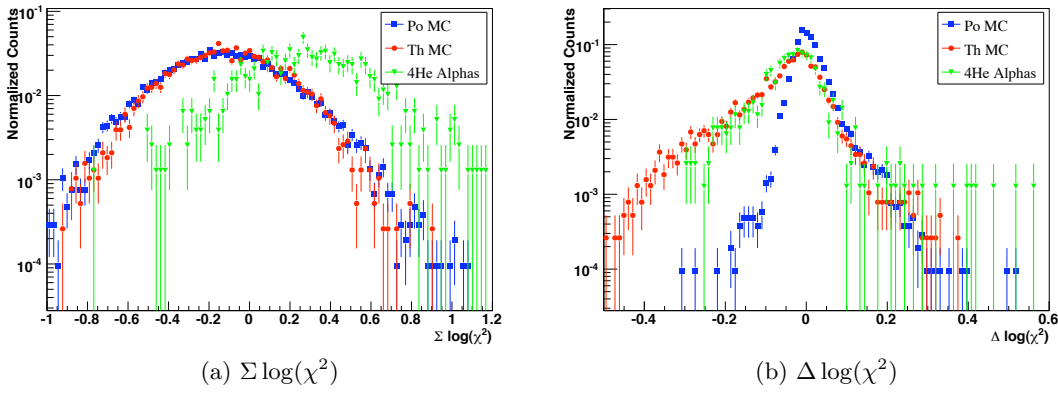 Normalized Counts
10⁻¹
10⁻²
10⁻³
10⁻⁴
Po MC
Th MC
4He Alphas
-1 -0.8 -0.6 -0.4 -0.2 0 0.2 0.4 0.6 0.8 1 1.2
Σ log(χ²)
(a) Σ log(χ²)
Normalized Counts
10⁻¹
10⁻²
10⁻³
10⁻⁴
Po MC
Th MC
4He Alphas
-0.4 -0.2 0 0.2 0.4 0.6
Δ log(χ²)
(b) Δ log(χ²)